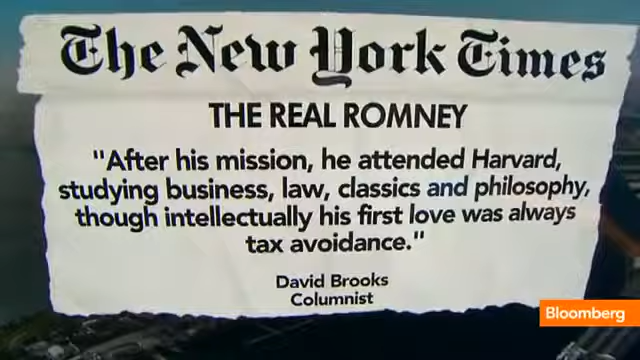 The New York Times
THE REAL ROMNEY
"After his mission, he attended Harvard,
studying business, law, classics and philosophy,
though intellectually his first love was always
tax avoidance."
David Brooks
Columnist
Bloomberg